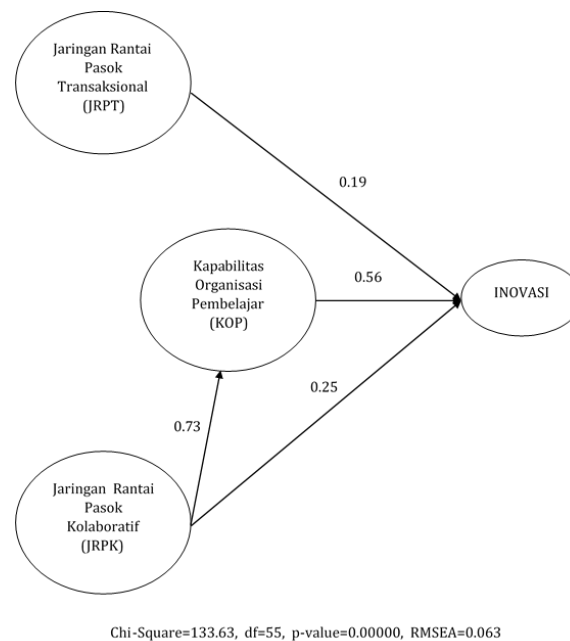 Jaringan Rantai
Pasok
Transaksional
(JRPT)
0.19
Kapabilitas
Organisasi
Pembelajar
(KOP)
0.56
INOVASI
0.25
0.73
Jaringan Rantai
Pasok
Kolaboratif
(JRPK)
Chi-Square=133.63, df=55, p-value=0.00000, RMSEA=0.063